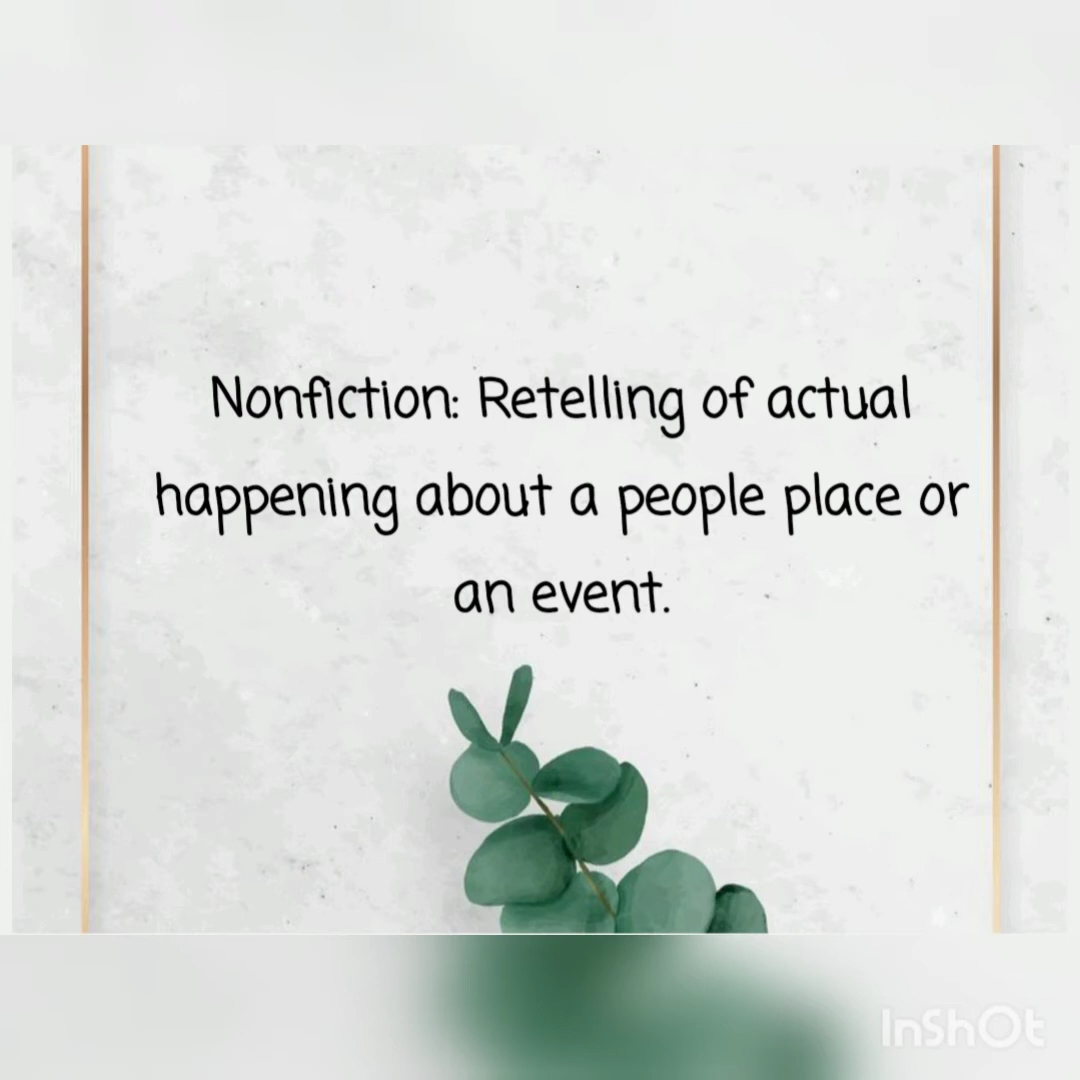 Nonfiction: Retelling of actual
happening about a people place or
an event.
InShOt